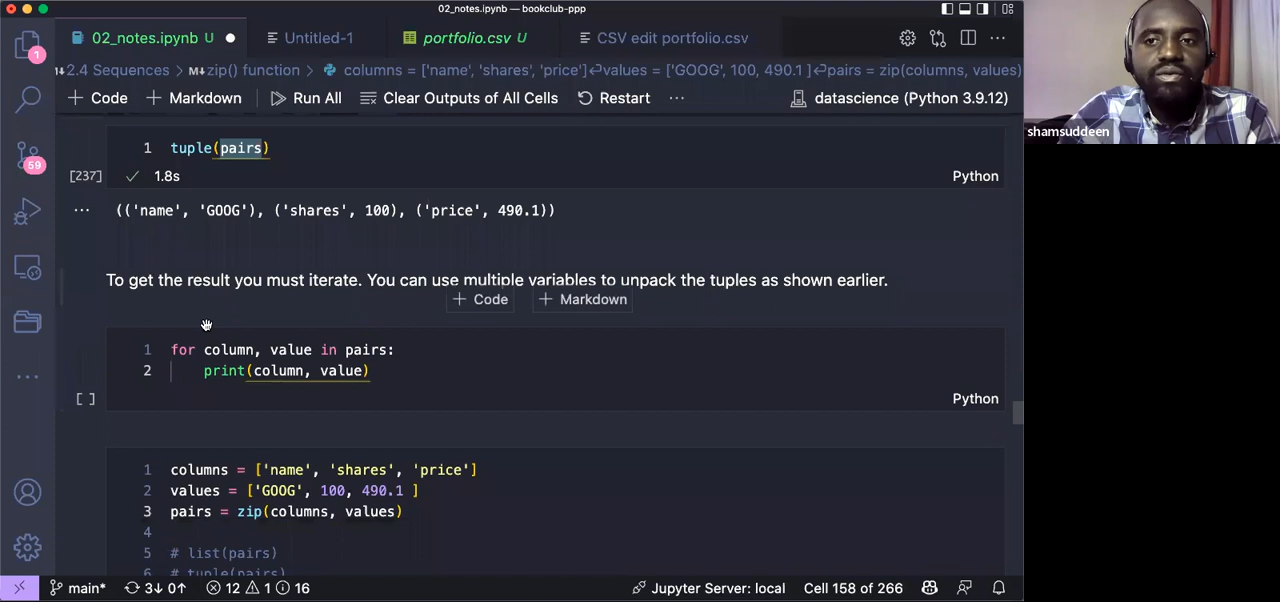 02_notes.ipynb — bookclub-ppp
02_notes.ipynb U
Untitled-1
portfolio.csv U
CSV edit portfolio.csv
2.4 Sequences > M↓zip() function > columns = ['name', 'shares', 'price']↵values = ['GOOG', 100, 490.1 ]↵pairs = zip(columns, values)
+ Code + Markdown Run All Clear Outputs of All Cells Restart ··· datascience (Python 3.9.12)
shamsuddeen
1
1 tuple(pairs)
59
[237] ✓ 1.8s Python
··· (('name', 'GOOG'), ('shares', 100), ('price', 490.1))
To get the result you must iterate. You can use multiple variables to unpack the tuples as shown earlier.
+ Code + Markdown
1 for column, value in pairs:
2 print(column, value)
[ ] Python
1 columns = ['name', 'shares', 'price']
2 values = ['GOOG', 100, 490.1 ]
3 pairs = zip(columns, values)
4
5 # list(pairs)
6 # tuple(pairs)
main* 3↓ 0↑ 12 1 16 Jupyter Server: local Cell 158 of 266